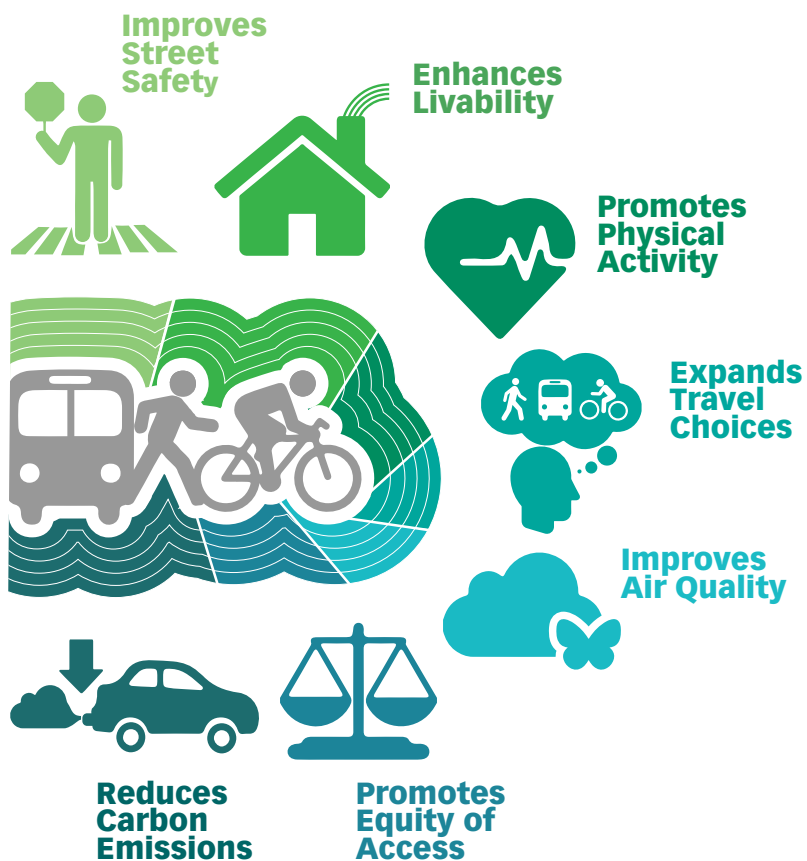 Improves
Street
Safety
Enhances
Livability
Promotes
Physical
Activity
Expands
Travel
Choices
Improves
Air Quality
Reduces
Carbon
Emissions
Promotes
Equity of
Access